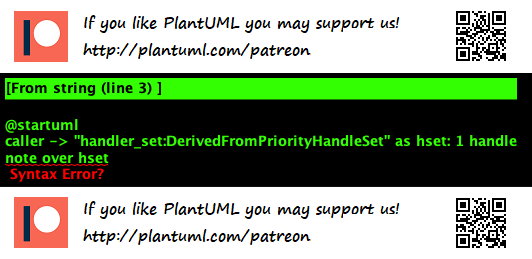 If you like PlantUML you may support us!
http://plantuml.com/patreon
[From string (line 3) ]
@startuml
caller -> "handler_set:DerivedFromPriorityHandleSet" as hset: 1 handle
note over hset
Syntax Error?
If you like PlantUML you may support us!
http://plantuml.com/patreon